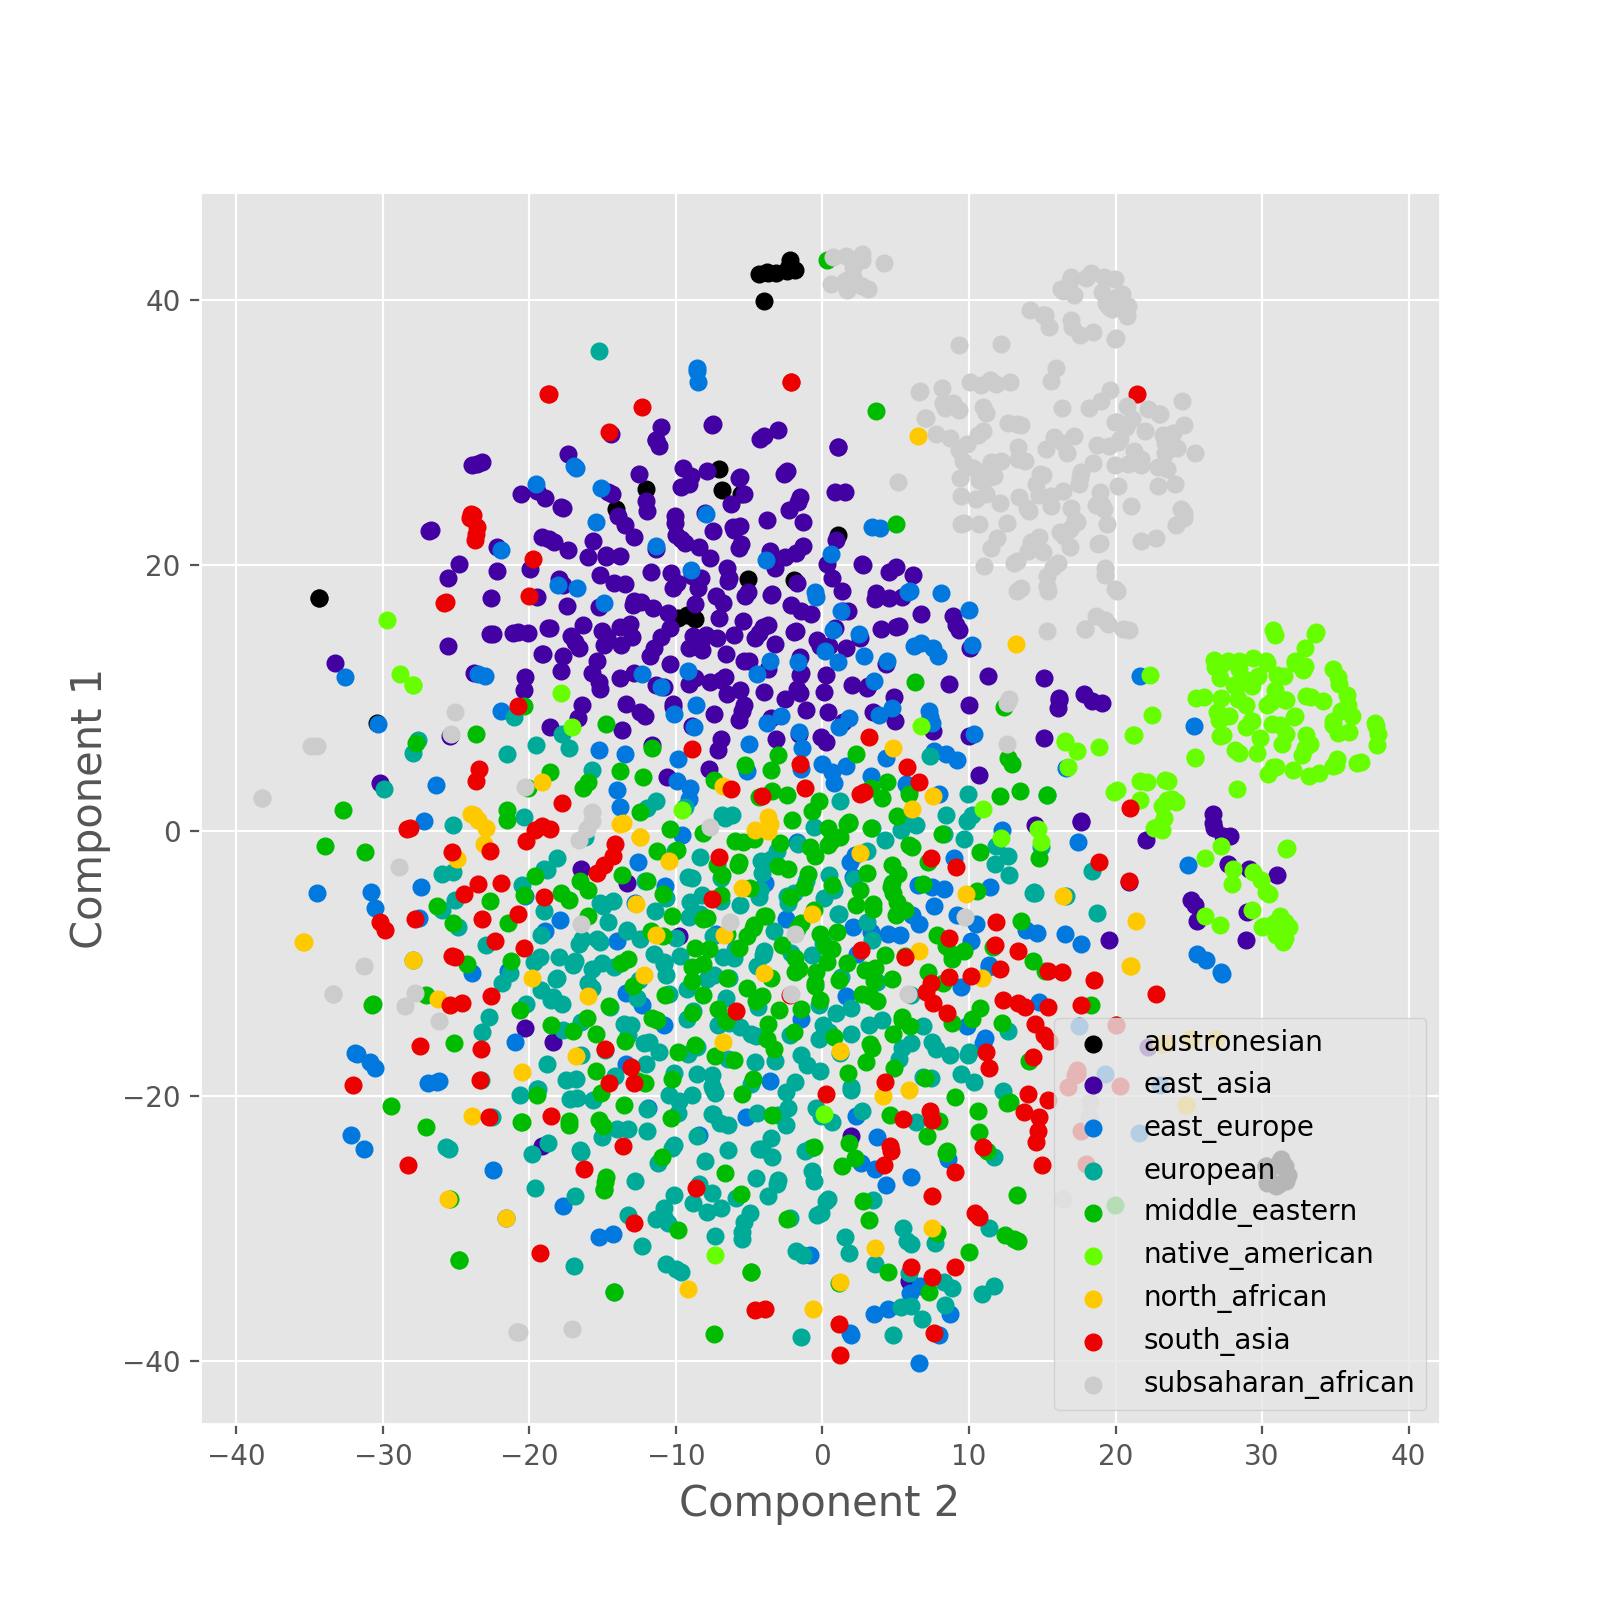 Component 1
40
20
0
−20
−40
−40
−30
−20
−10
0
10
20
30
40
Component 2
austronesian
east_asia
east_europe
european
middle_eastern
native_american
north_african
south_asia
subsaharan_african